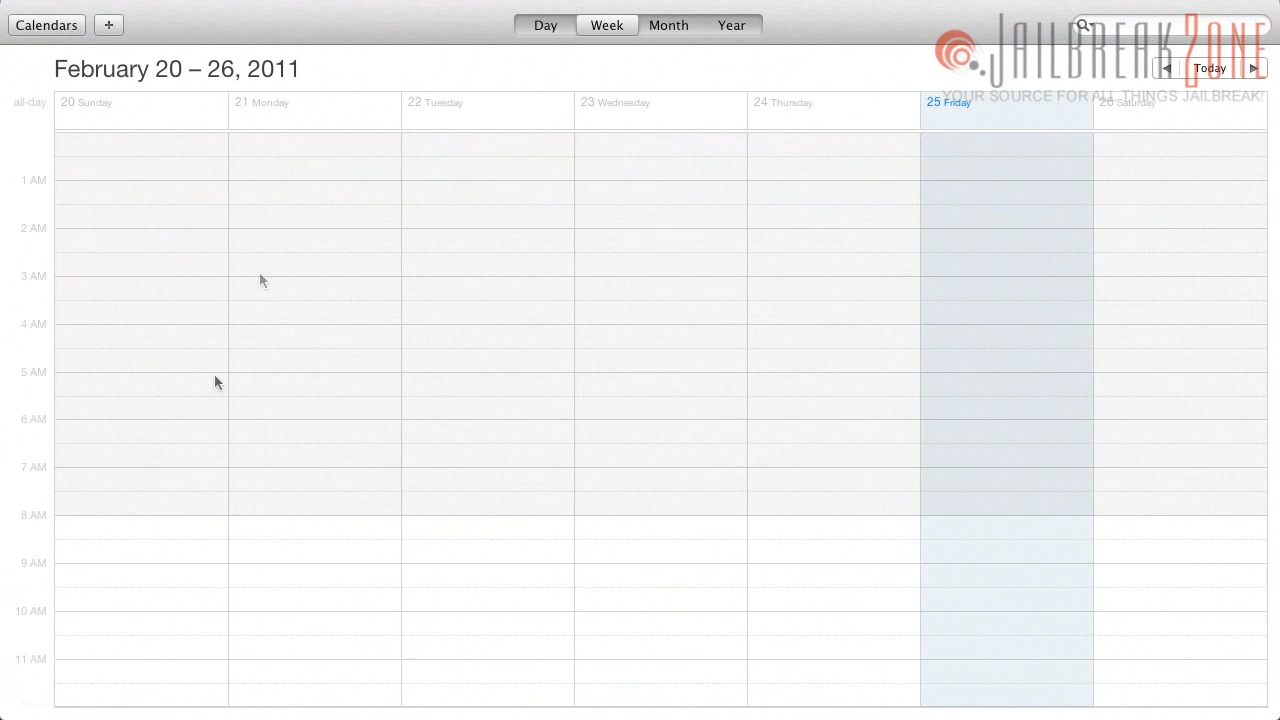 Calendars + Day Week Month Year
JAILBREAK ZONE
February 20 – 26, 2011
Today
YOUR SOURCE FOR ALL THINGS JAILBREAK!
all-day 20 Sunday 21 Monday 22 Tuesday 23 Wednesday 24 Thursday 25 Friday 26 Saturday
1 AM
2 AM
3 AM
4 AM
5 AM
6 AM
7 AM
8 AM
9 AM
10 AM
11 AM